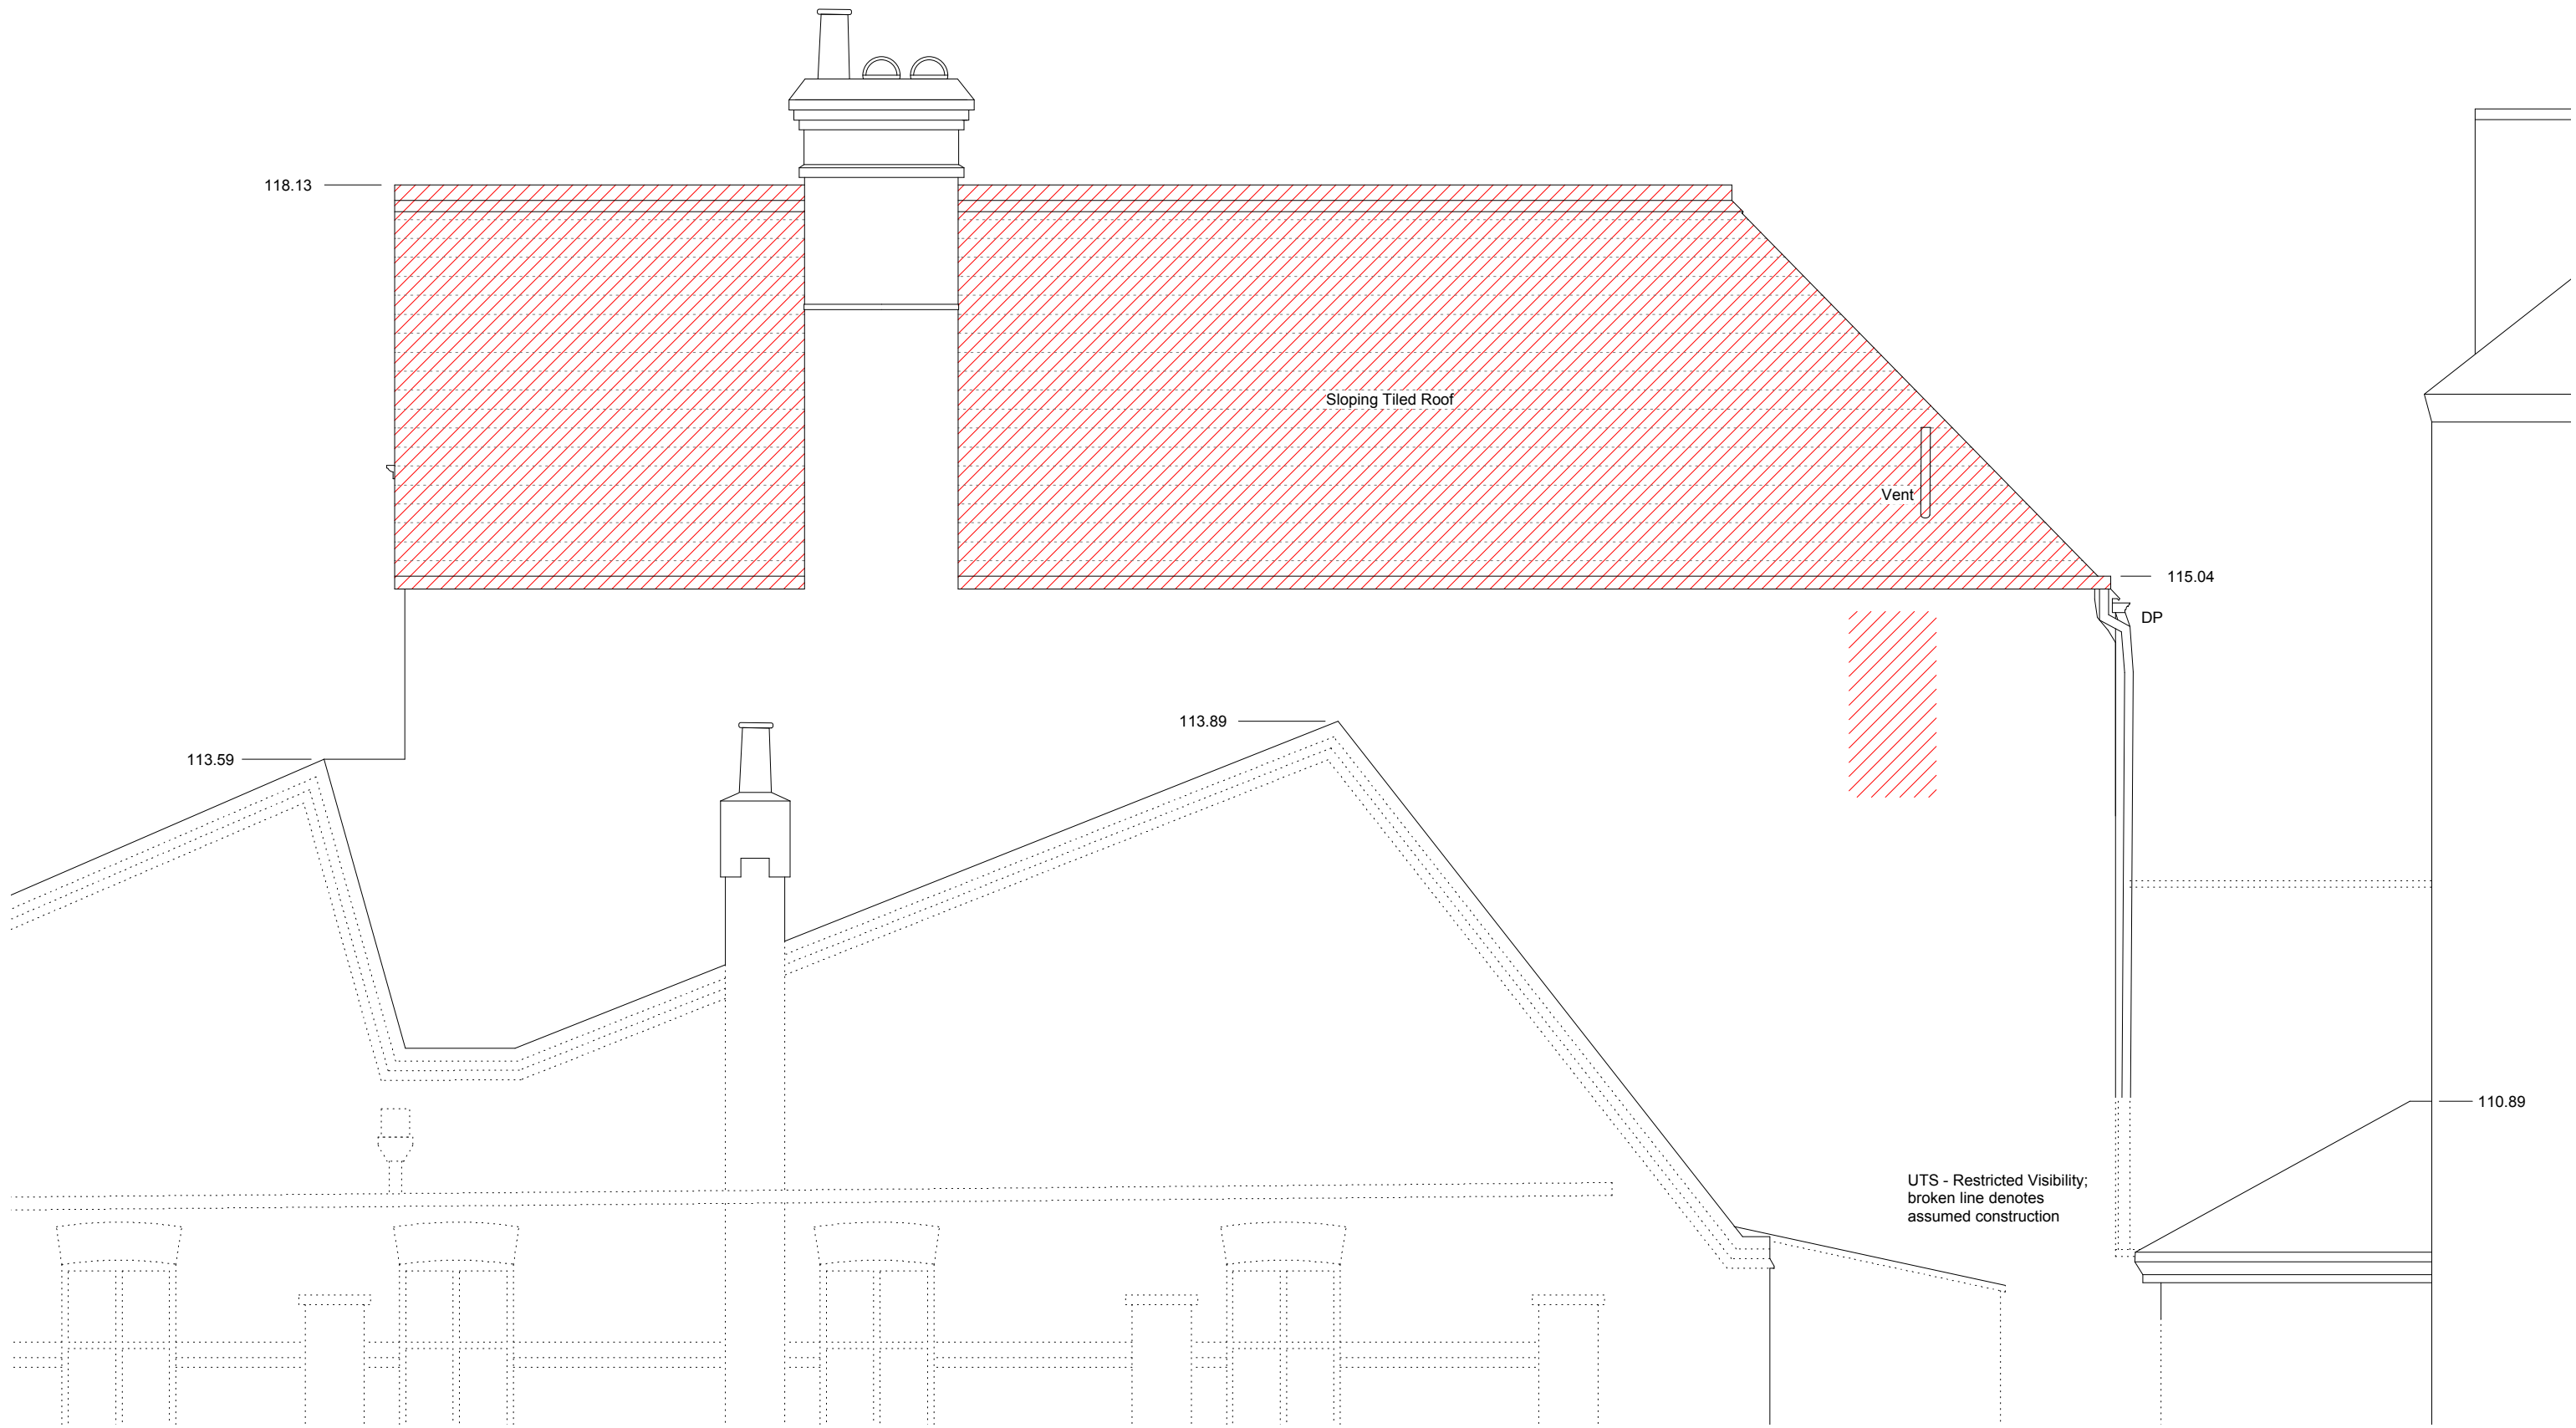 118.13
Sloping Tiled Roof
Vent
115.04
DP
113.89
113.59
110.89
UTS - Restricted Visibility;
broken line denotes
assumed construction